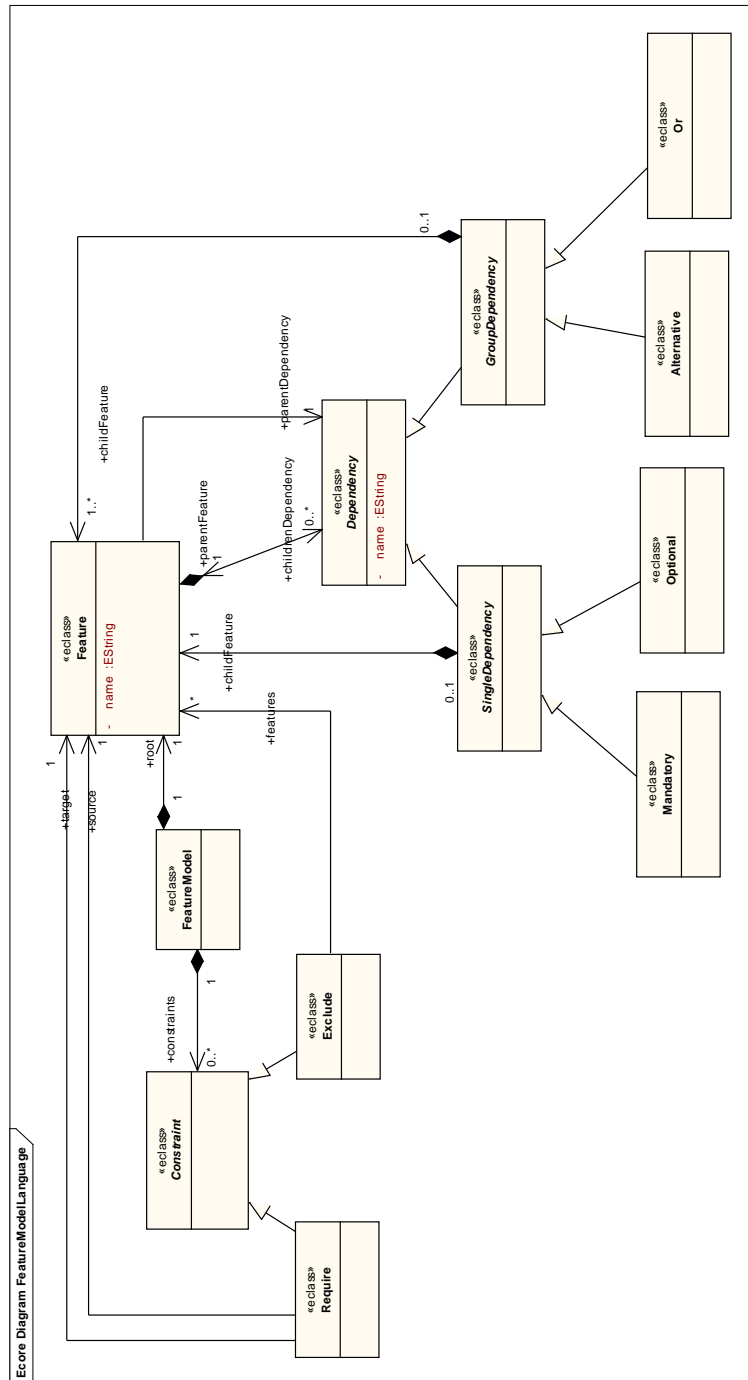 Ecore Diagram FeatureModelLanguage
«eclass»
Require
+target
1
+source
1
«eclass»
Constraint
+constraints
0..*
1
«eclass»
Exclude
+features
*
«eclass»
FeatureModel
1
+root
1
«eclass»
Feature
- name :EString
+childFeature
1
0..1
+parentFeature
1
+childrenDependency
0..*
+parentDependency
1
+childFeature
1..*
0..1
«eclass»
Dependency
- name :EString
«eclass»
SingleDependency
«eclass»
GroupDependency
«eclass»
Mandatory
«eclass»
Optional
«eclass»
Alternative
«eclass»
Or